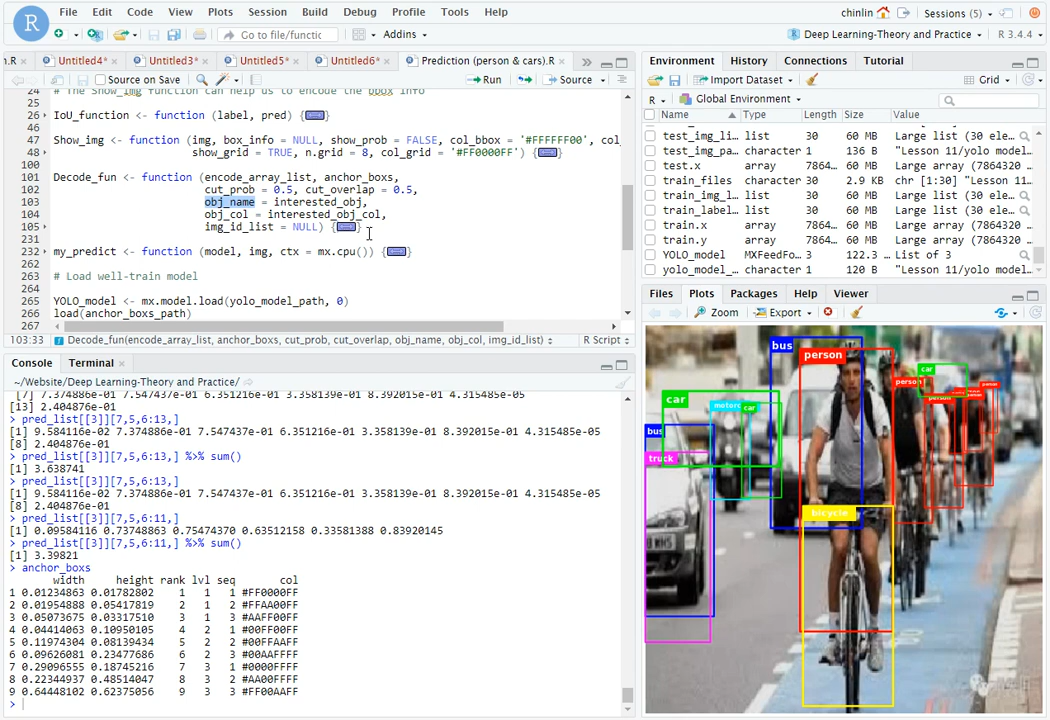 File Edit Code View Plots Session Build Debug Profile Tools Help
chinlin
Sessions (5)
Go to file/functic
Addins
Deep Learning-Theory and Practice
R 3.4.4
n.R
Untitled4*
Untitled3*
Untitled5*
Untitled6*
Prediction (person & cars).R
Source on Save
Run
Source
24 # The Show_img function can help us to encode the bbox info
25
26 IoU_function <- function (label, pred) {
46
47 Show_img <- function (img, box_info = NULL, show_prob = FALSE, col_bbox = '#FFFFFF00', col_
48 show_grid = TRUE, n.grid = 8, col_grid = '#FF0000FF') {
100
101 Decode_fun <- function (encode_array_list, anchor_boxs,
102 cut_prob = 0.5, cut_overlap = 0.5,
103 obj_name = interested_obj,
104 obj_col = interested_obj_col,
105 img_id_list = NULL) {
231
232 my_predict <- function (model, img, ctx = mx.cpu()) {
262
263 # Load well-train model
264
265 YOLO_model <- mx.model.load(yolo_model_path, 0)
266 load(anchor_boxs_path)
267
103:33 Decode_fun(encode_array_list, anchor_boxs, cut_prob, cut_overlap, obj_name, obj_col, img_id_list)
R Script
Console Terminal
~/Website/Deep Learning-Theory and Practice/
[7] 7.374886e-01 7.547437e-01 6.351216e-01 3.358139e-01 8.392015e-01 4.315485e-05
[13] 2.404876e-01
> pred_list[[3]][7,5,6:13,]
[1] 9.584116e-02 7.374886e-01 7.547437e-01 6.351216e-01 3.358139e-01 8.392015e-01 4.315485e-05
[8] 2.404876e-01
> pred_list[[3]][7,5,6:13,] %>% sum()
[1] 3.638741
> pred_list[[3]][7,5,6:13,]
[1] 9.584116e-02 7.374886e-01 7.547437e-01 6.351216e-01 3.358139e-01 8.392015e-01 4.315485e-05
[8] 2.404876e-01
> pred_list[[3]][7,5,6:11,]
[1] 0.09584116 0.73748863 0.75474370 0.63512158 0.33581388 0.83920145
> pred_list[[3]][7,5,6:11,] %>% sum()
[1] 3.39821
> anchor_boxs
width height rank lvl seq col
1 0.01234863 0.01782802 1 1 1 #FF0000FF
2 0.01954888 0.05417819 2 1 2 #FFAA00FF
3 0.05073675 0.03317510 3 1 3 #AAFF00FF
4 0.04414063 0.10950105 4 2 1 #00FF00FF
5 0.11974304 0.08139434 5 2 2 #00FFAAFF
6 0.09626081 0.23477686 6 2 3 #00AAFFFF
7 0.29096555 0.18745216 7 3 1 #0000FFFF
8 0.22344937 0.48514047 8 3 2 #AA00FFFF
9 0.64448102 0.62375056 9 3 3 #FF00AAFF
>
Environment History Connections Tutorial
Import Dataset
Grid
R
Global Environment
Name Type Length Size Value
test_img_li… list 30 60 MB Large list (30 ele…
test_img_pa… character 1 136 B "Lesson 11/yolo model…
test.x array 7864… 60 MB Large array (7864320 …
train_files character 30 2.9 KB chr [1:30] "Lesson 11…
train_img_l… list 30 60 MB Large list (30 elem…
train_label… list 30 60 MB Large list (30 elem…
train.x array 7864… 60 MB Large array (7864320 …
train.y array 7864… 60 MB Large array (7864320 …
YOLO_model MXFeedFo… 3 122.3 … List of 3
yolo_model_… character 1 120 B "Lesson 11/yolo model…
Files Plots Packages Help Viewer
Zoom
Export
bus
person
car
person
car
motorc
car
person
person
bus
truck
bicycle